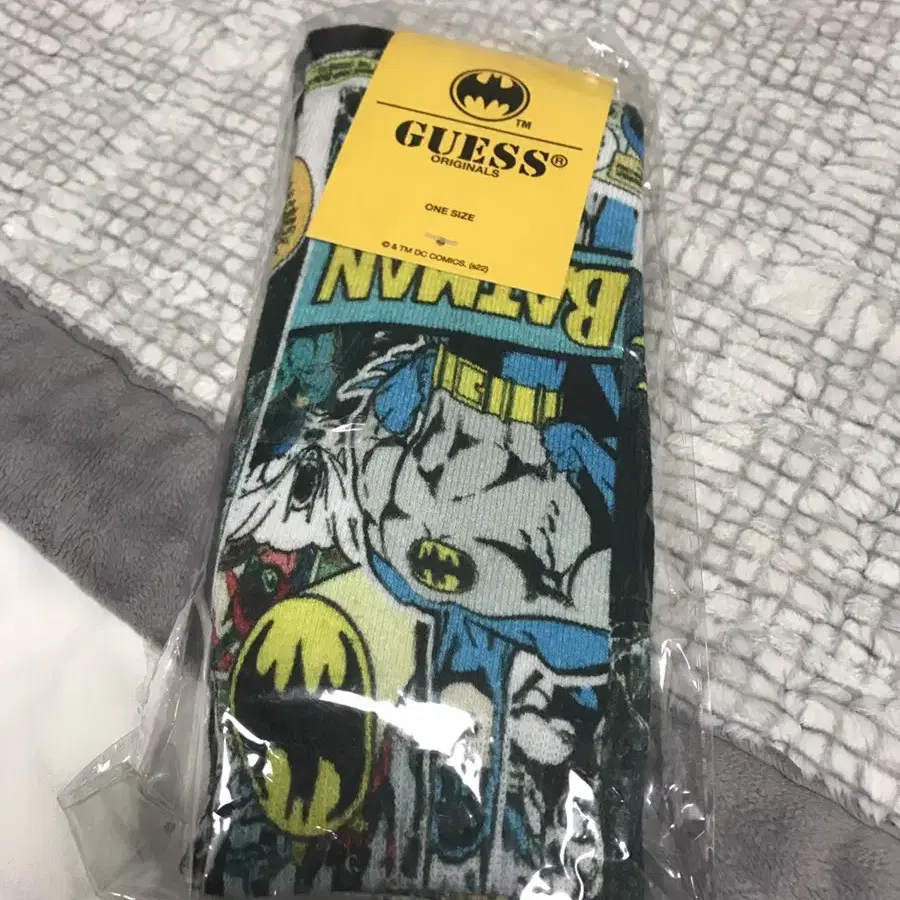 TM
GUESS®
ORIGINALS
ONE SIZE
© & TM DC COMICS. (s22)
BATMAN